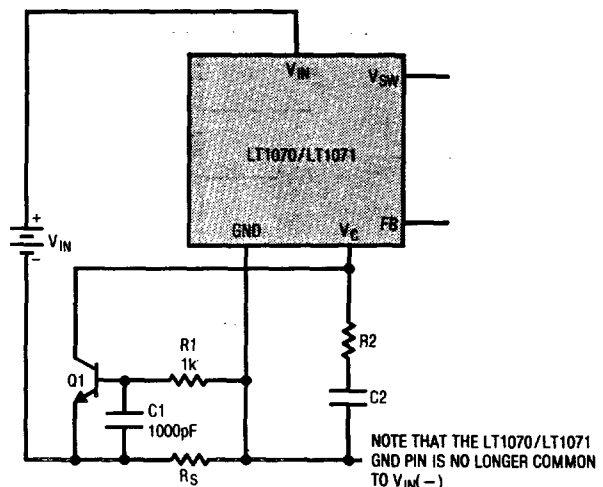 V_IN
V_SW
LT1070/LT1071
GND
V_C
FB
+
V_IN
−
R1
1k
R2
Q1
C1
1000pF
C2
R_S
NOTE THAT THE LT1070/LT1071
GND PIN IS NO LONGER COMMON
TO V_IN(−)